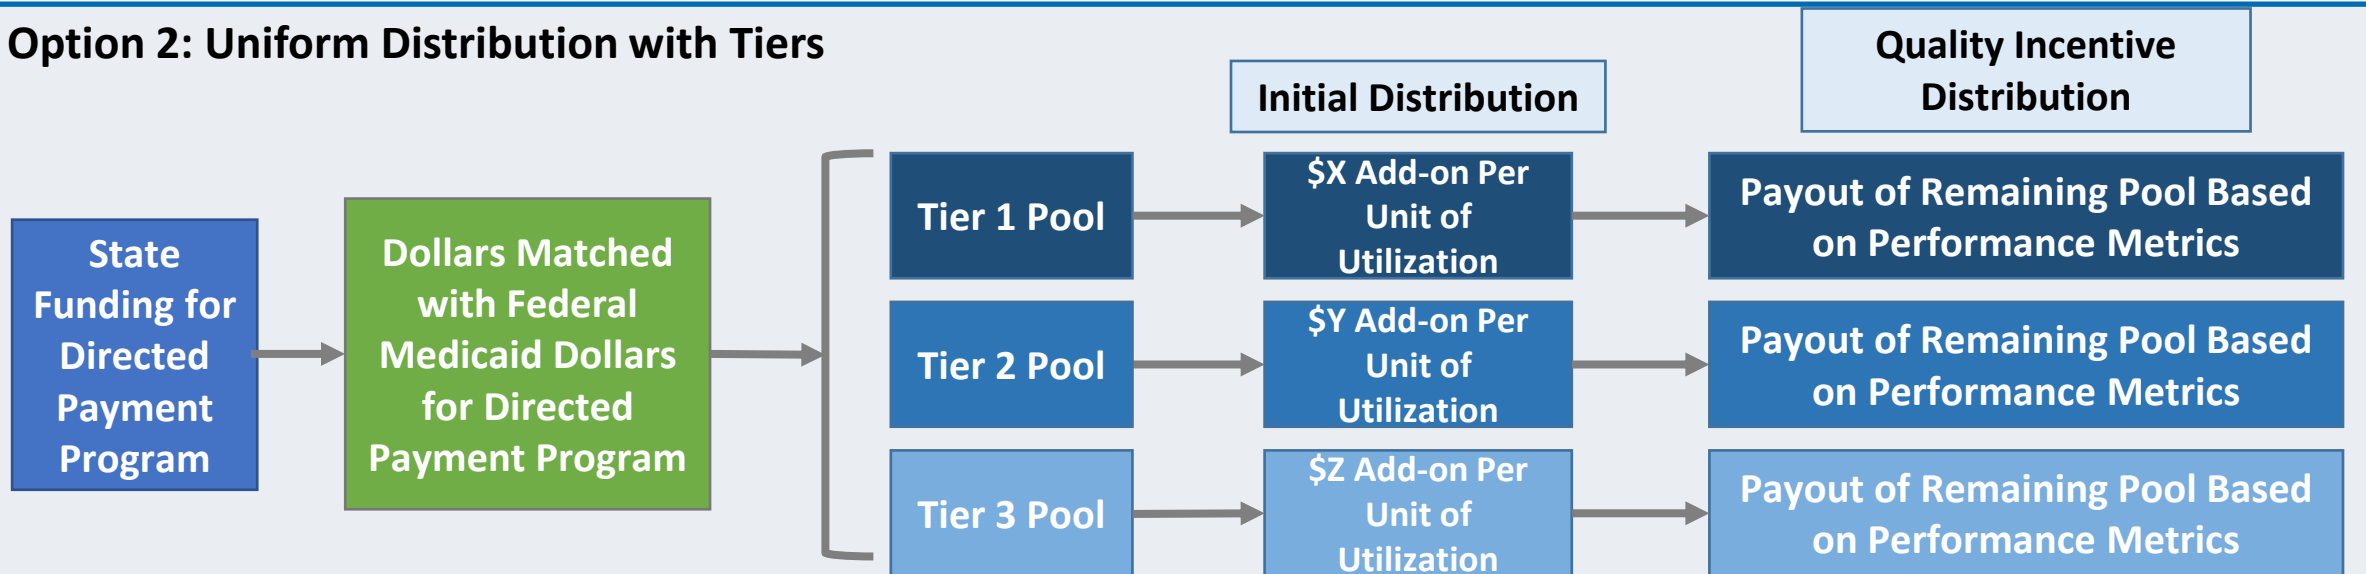 Option 2: Uniform Distribution with Tiers
Initial Distribution
Quality Incentive
Distribution
State
Funding for
Directed
Payment
Program
Dollars Matched
with Federal
Medicaid Dollars
for Directed
Payment Program
Tier 1 Pool
$X Add-on Per
Unit of
Utilization
Payout of Remaining Pool Based
on Performance Metrics
Tier 2 Pool
$Y Add-on Per
Unit of
Utilization
Payout of Remaining Pool Based
on Performance Metrics
Tier 3 Pool
$Z Add-on Per
Unit of
Utilization
Payout of Remaining Pool Based
on Performance Metrics